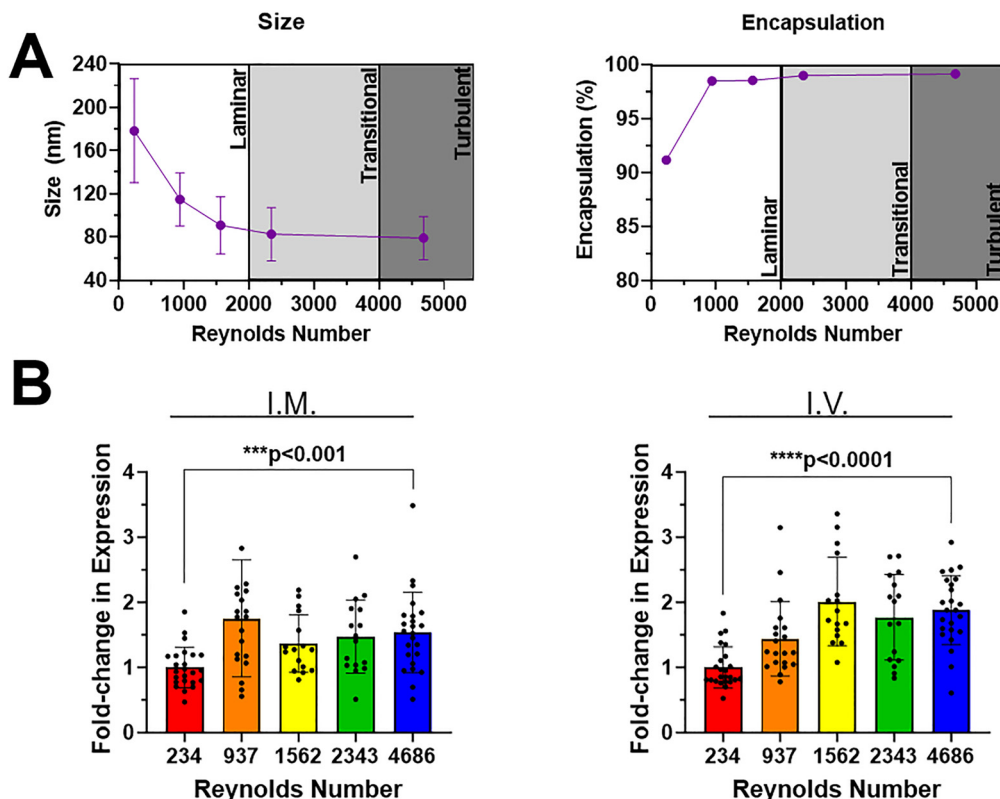 A
Size
240
200
160
120
80
40
Size (nm)
Laminar
Transitional
Turbulent
0 1000 2000 3000 4000 5000
Reynolds Number
Encapsulation
100
95
90
85
80
Encapsulation (%)
Laminar
Transitional
Turbulent
0 1000 2000 3000 4000 5000
Reynolds Number
B
I.M.
***p<0.001
4
3
2
1
0
Fold-change in Expression
234 937 1562 2343 4686
Reynolds Number
I.V.
****p<0.0001
4
3
2
1
0
Fold-change in Expression
234 937 1562 2343 4686
Reynolds Number